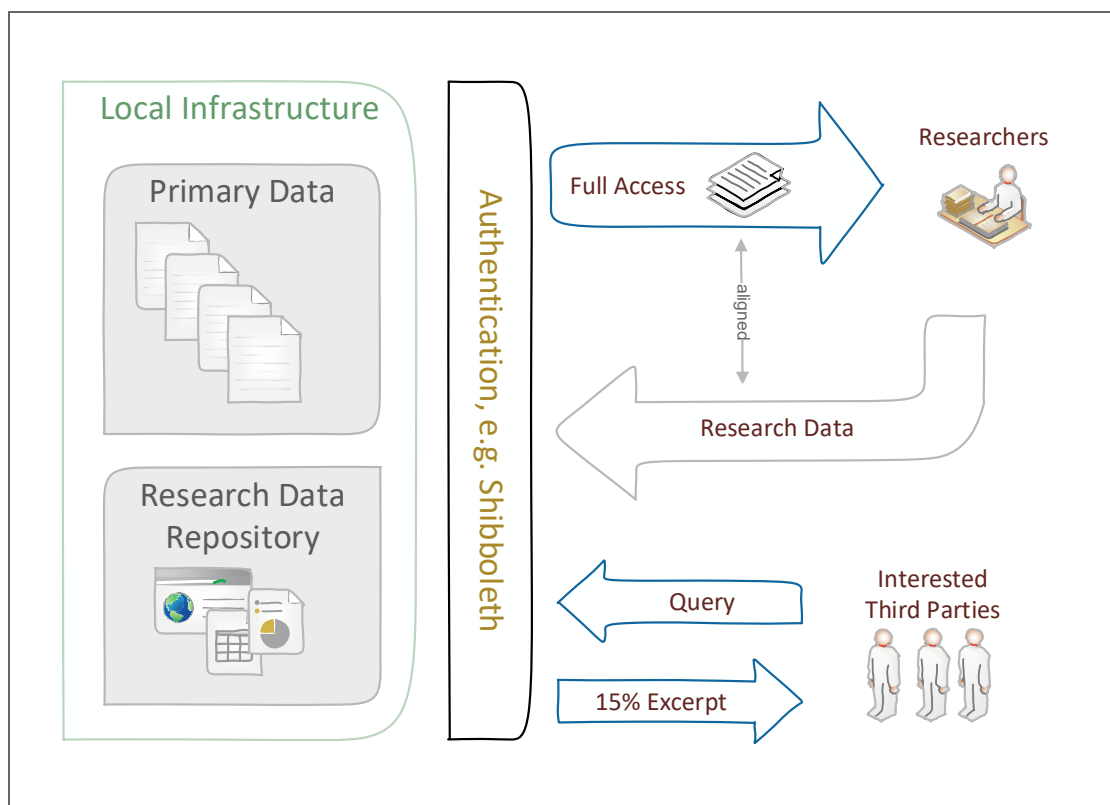 Local Infrastructure
Primary Data
Research Data
Repository
Authentication, e.g. Shibboleth
Full Access
Researchers
aligned
Research Data
Query
Interested
Third Parties
15% Excerpt